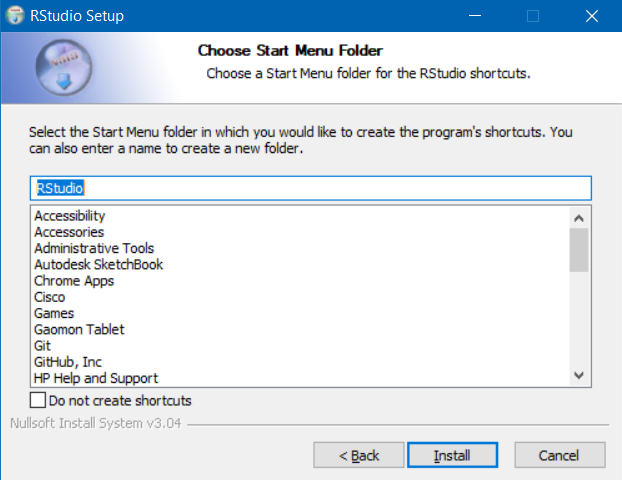 RStudio Setup
Choose Start Menu Folder
Choose a Start Menu folder for the RStudio shortcuts.
Select the Start Menu folder in which you would like to create the program's shortcuts. You
can also enter a name to create a new folder.
RStudio
Accessibility
Accessories
Administrative Tools
Autodesk SketchBook
Chrome Apps
Cisco
Games
Gaomon Tablet
Git
GitHub, Inc
HP Help and Support
Do not create shortcuts
Nullsoft Install System v3.04
< Back
Install
Cancel